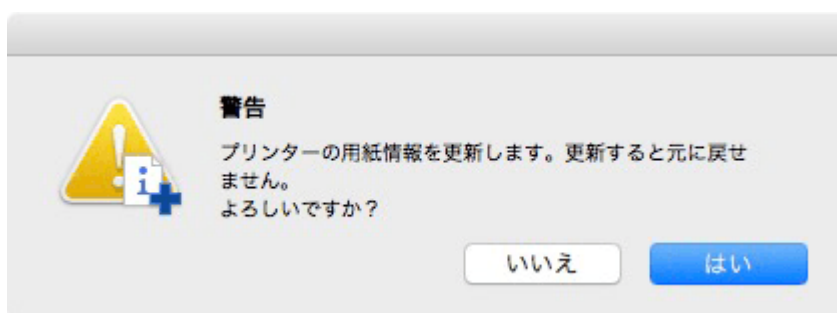 警告
プリンターの用紙情報を更新します。更新すると元に戻せ
ません。
よろしいですか？
いいえ
はい